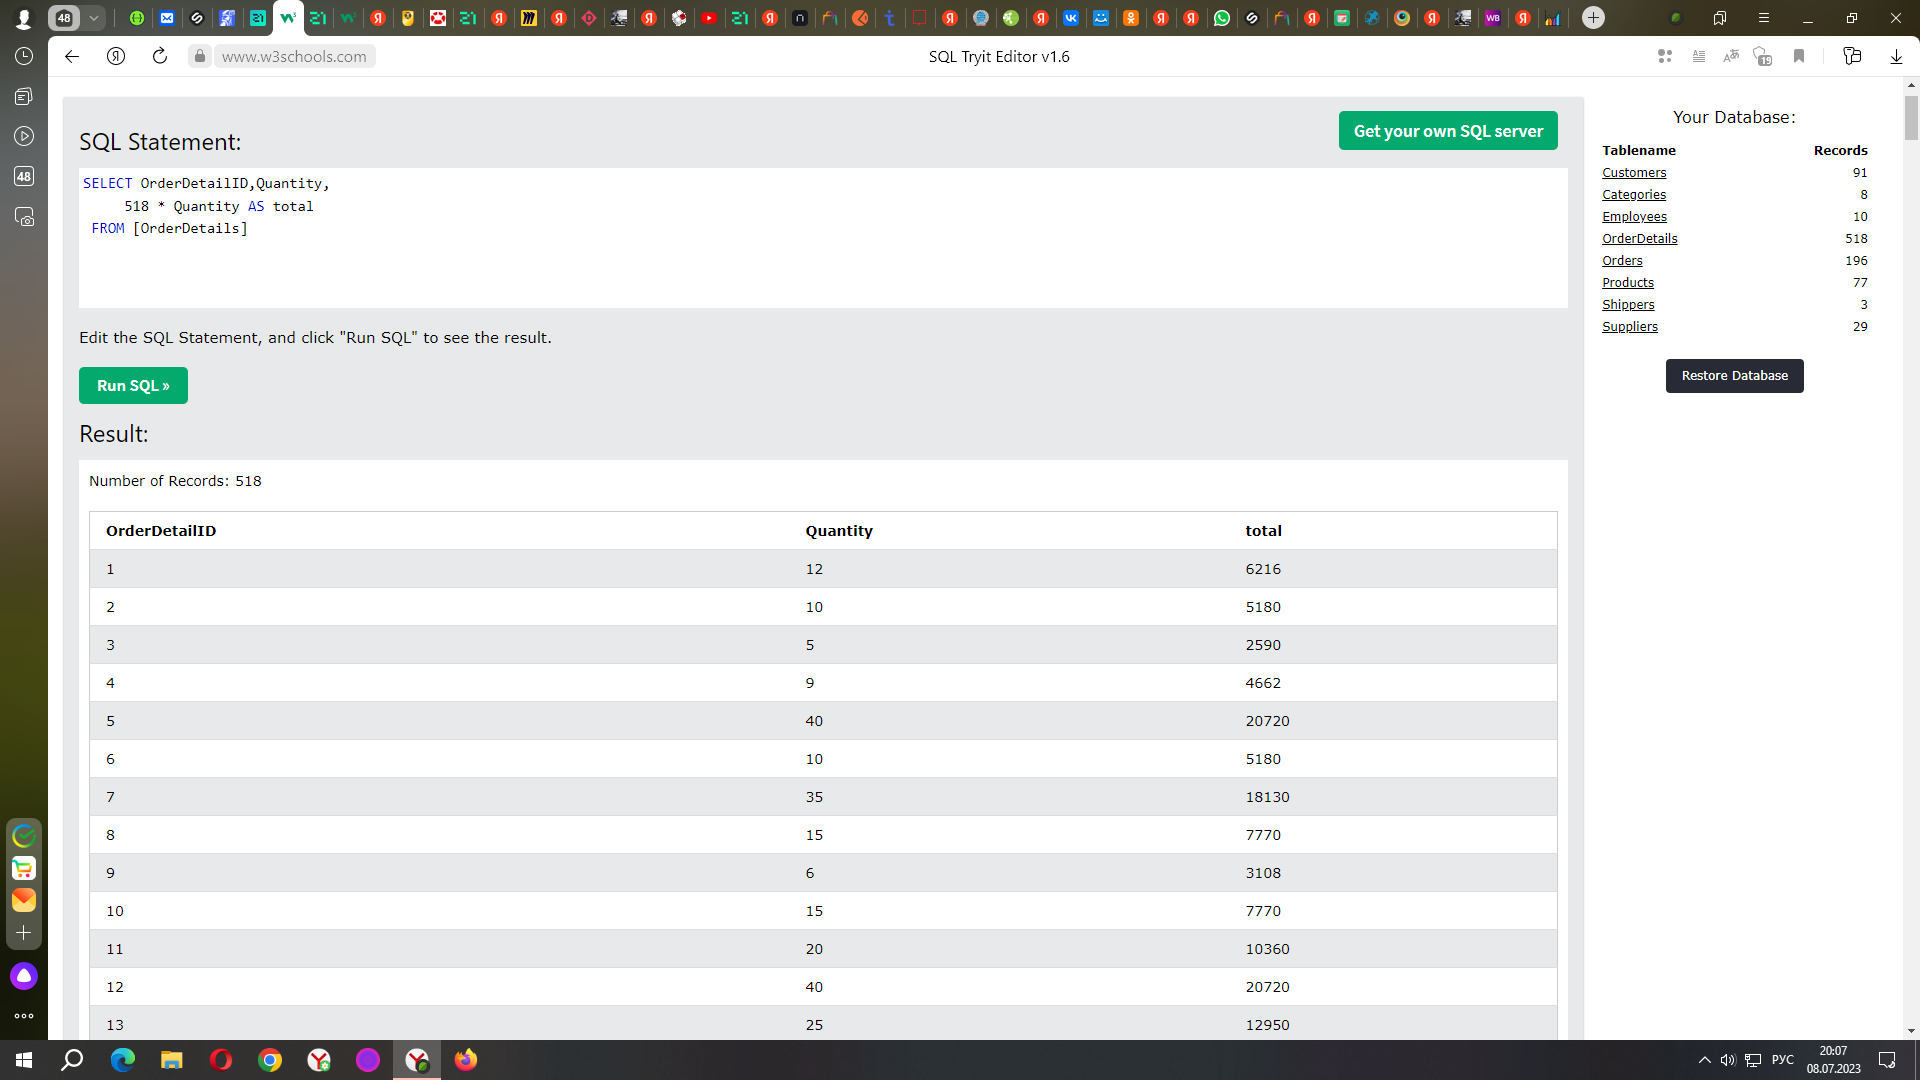 48
www.w3schools.com
SQL Tryit Editor v1.6
19
48
SQL Statement:
Get your own SQL server
SELECT OrderDetailID,Quantity,
518 * Quantity AS total
FROM [OrderDetails]
Edit the SQL Statement, and click "Run SQL" to see the result.
Run SQL »
Result:
Number of Records: 518
OrderDetailID Quantity total
1 12 6216
2 10 5180
3 5 2590
4 9 4662
5 40 20720
6 10 5180
7 35 18130
8 15 7770
9 6 3108
10 15 7770
11 20 10360
12 40 20720
13 25 12950
Your Database:
Tablename Records
Customers 91
Categories 8
Employees 10
OrderDetails 518
Orders 196
Products 77
Shippers 3
Suppliers 29
Restore Database
РУС
20:07
08.07.2023